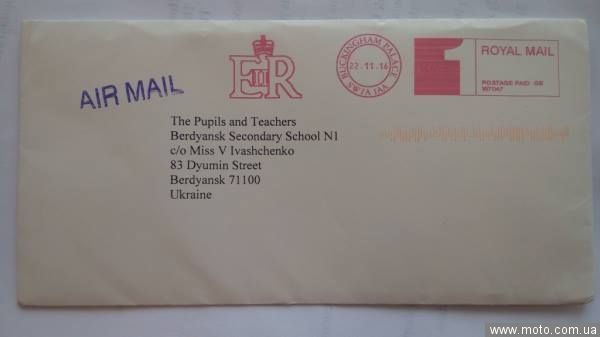 AIR MAIL
EIIR
BUCKINGHAM PALACE
22.11.16
SW1A 1AA
1
ROYAL MAIL
POSTAGE PAID GB
The Pupils and Teachers
Berdyansk Secondary School N1
c/o Miss V Ivashchenko
83 Dyumin Street
Berdyansk 71100
Ukraine
www.moto.com.ua